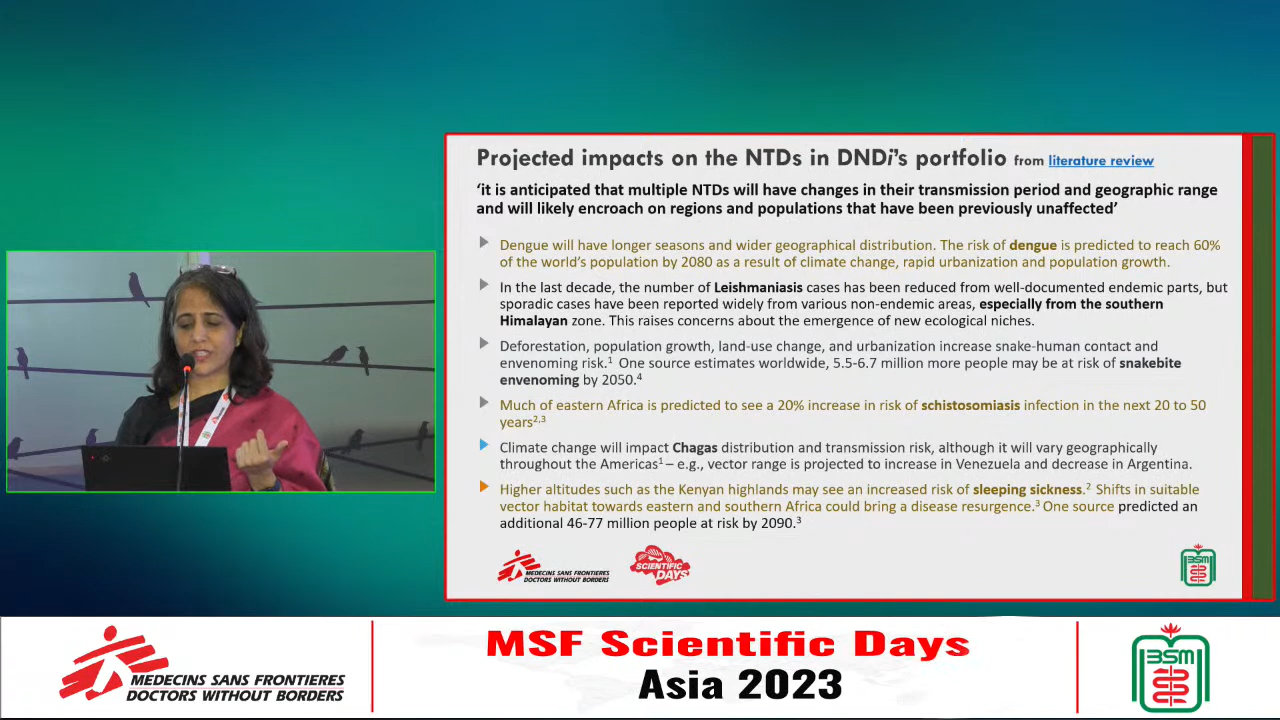 Projected impacts on the NTDs in DNDi's portfolio from literature review
'it is anticipated that multiple NTDs will have changes in their transmission period and geographic range
and will likely encroach on regions and populations that have been previously unaffected'
Dengue will have longer seasons and wider geographical distribution. The risk of dengue is predicted to reach 60%
of the world's population by 2080 as a result of climate change, rapid urbanization and population growth.
In the last decade, the number of Leishmaniasis cases has been reduced from well-documented endemic parts, but
sporadic cases have been reported widely from various non-endemic areas, especially from the southern
Himalayan zone. This raises concerns about the emergence of new ecological niches.
Deforestation, population growth, land-use change, and urbanization increase snake-human contact and
envenoming risk.¹ One source estimates worldwide, 5.5-6.7 million more people may be at risk of snakebite
envenoming by 2050.⁴
Much of eastern Africa is predicted to see a 20% increase in risk of schistosomiasis infection in the next 20 to 50
years²,³
Climate change will impact Chagas distribution and transmission risk, although it will vary geographically
throughout the Americas¹ – e.g., vector range is projected to increase in Venezuela and decrease in Argentina.
Higher altitudes such as the Kenyan highlands may see an increased risk of sleeping sickness.² Shifts in suitable
vector habitat towards eastern and southern Africa could bring a disease resurgence.³ One source predicted an
additional 46-77 million people at risk by 2090.³
MEDECINS SANS FRONTIERES
DOCTORS WITHOUT BORDERS
SCIENTIFIC
DAYS
BSM
MEDECINS SANS FRONTIERES
DOCTORS WITHOUT BORDERS
MSF Scientific Days
Asia 2023
BSM